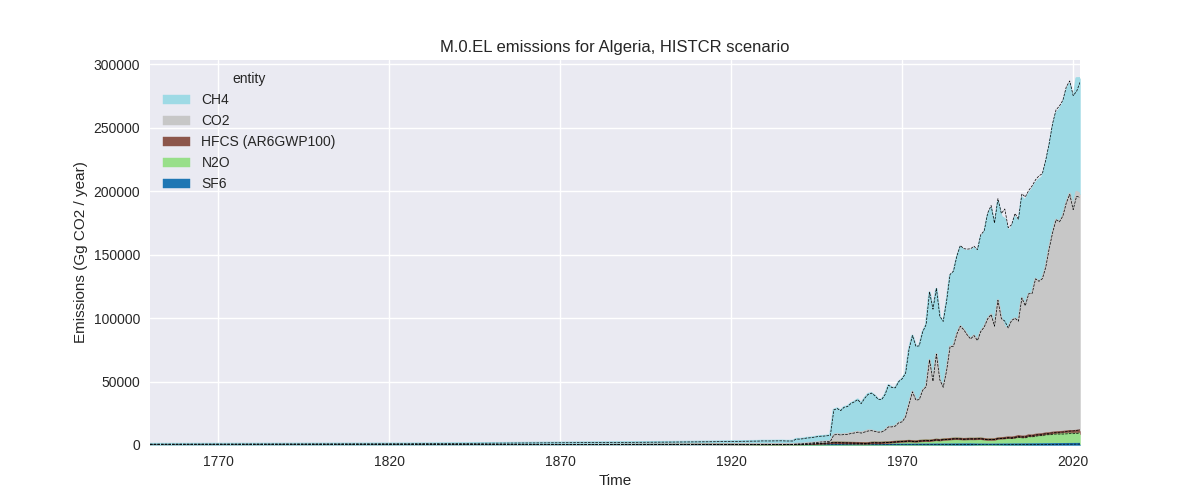 M.0.EL emissions for Algeria, HISTCR scenario
300000
250000
200000
150000
100000
50000
0
Emissions (Gg CO2 / year)
entity
CH4
CO2
HFCS (AR6GWP100)
N2O
SF6
1770
1820
1870
1920
1970
2020
Time